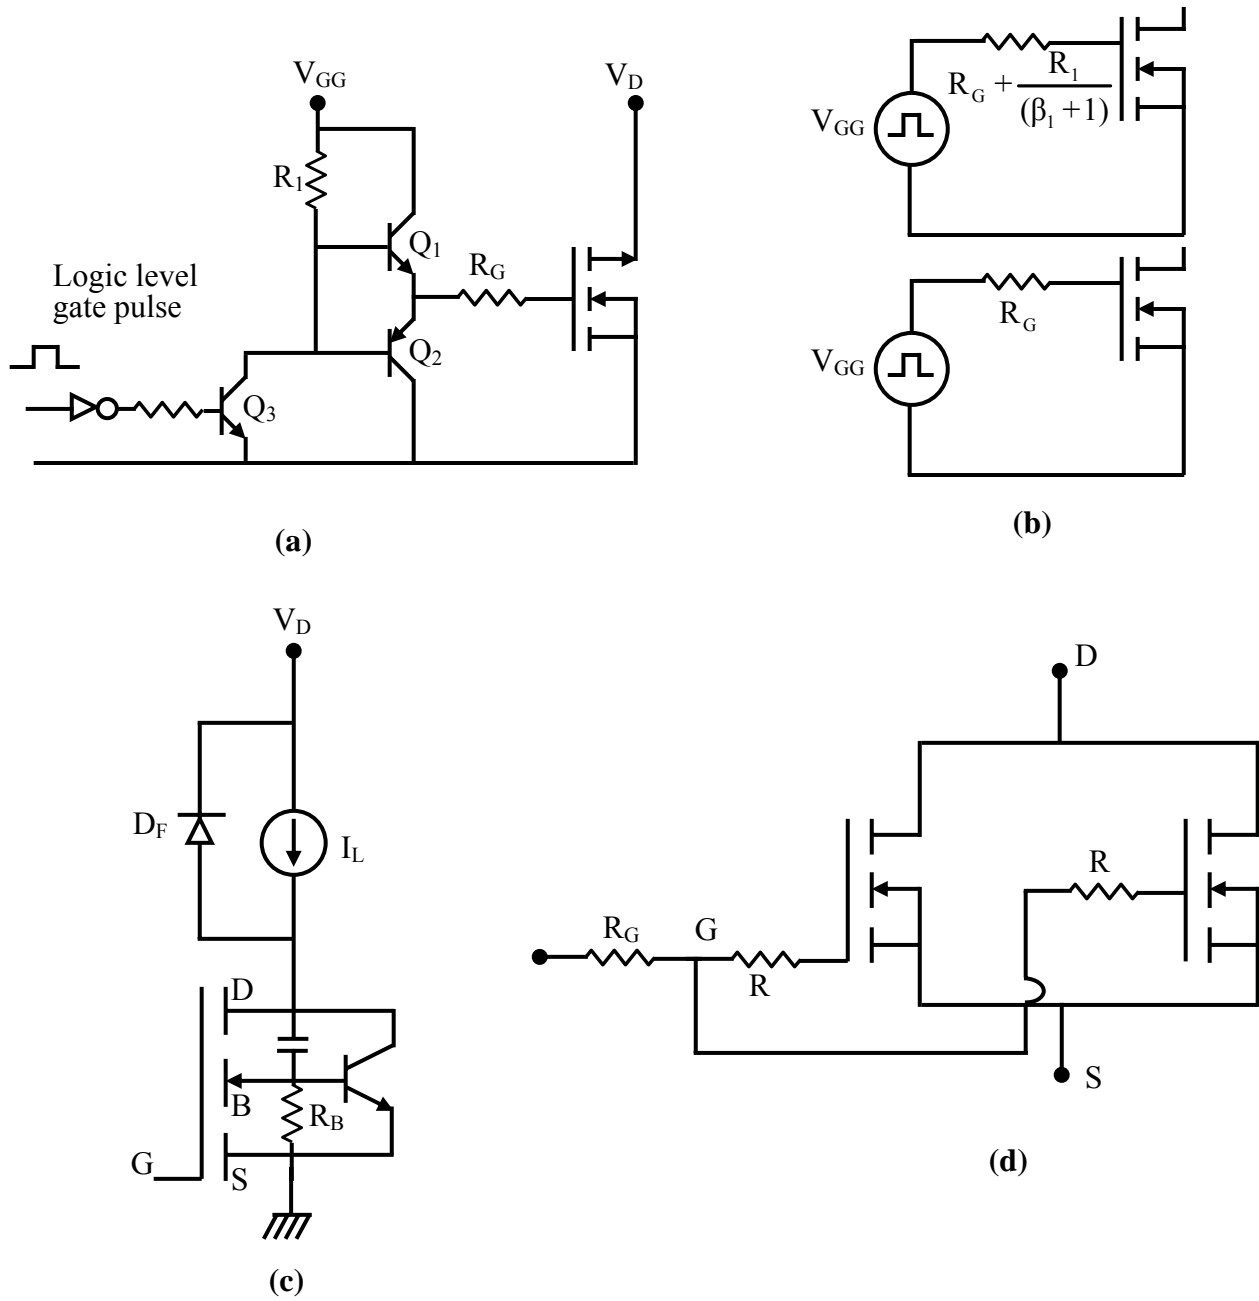 V_GG
V_D
R_1
Q_1
R_G
Logic level
gate pulse
Q_2
Q_3
(a)
R_G + R_1/(β_1 + 1)
V_GG
R_G
V_GG
(b)
V_D
D_F
I_L
D
B
R_B
G
S
(c)
D
R
R_G
G
R
S
(d)